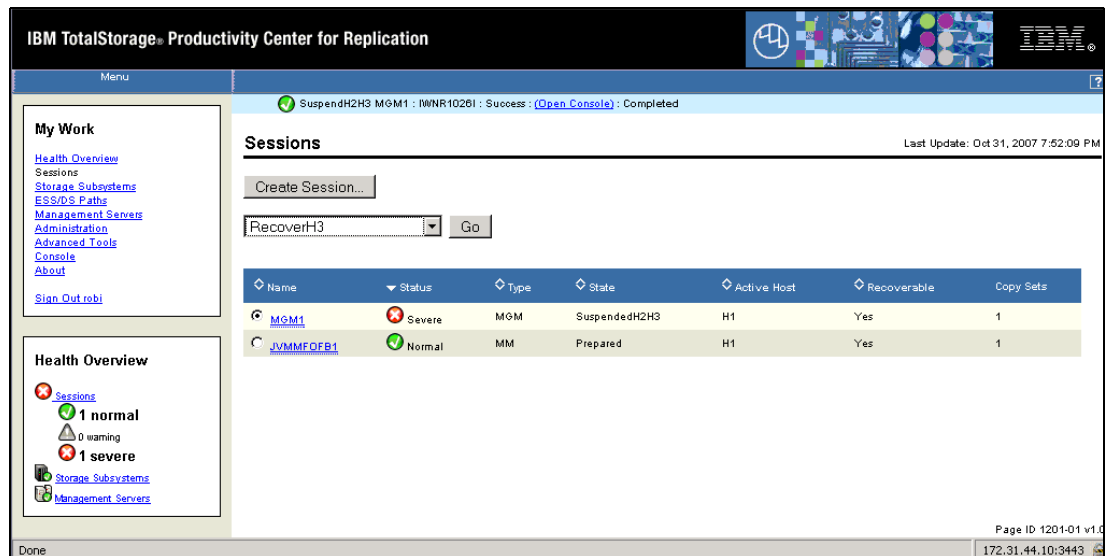 IBM TotalStorage® Productivity Center for Replication
IBM®
Menu
?
SuspendH2H3 MGM1 : IWNR1026I : Success : (Open Console) : Completed
My Work
Health Overview
Sessions
Storage Subsystems
ESS/DS Paths
Management Servers
Administration
Advanced Tools
Console
About
Sign Out robi
Health Overview
Sessions
1 normal
0 warning
1 severe
Storage Subsystems
Management Servers
Sessions
Last Update: Oct 31, 2007 7:52:09 PM
Create Session...
RecoverH3 Go
Name Status Type State Active Host Recoverable Copy Sets
MGM1 Severe MGM SuspendedH2H3 H1 Yes 1
JVMMFOFB1 Normal MM Prepared H1 Yes 1
Page ID 1201-01 v1.0
Done
172.31.44.10:3443